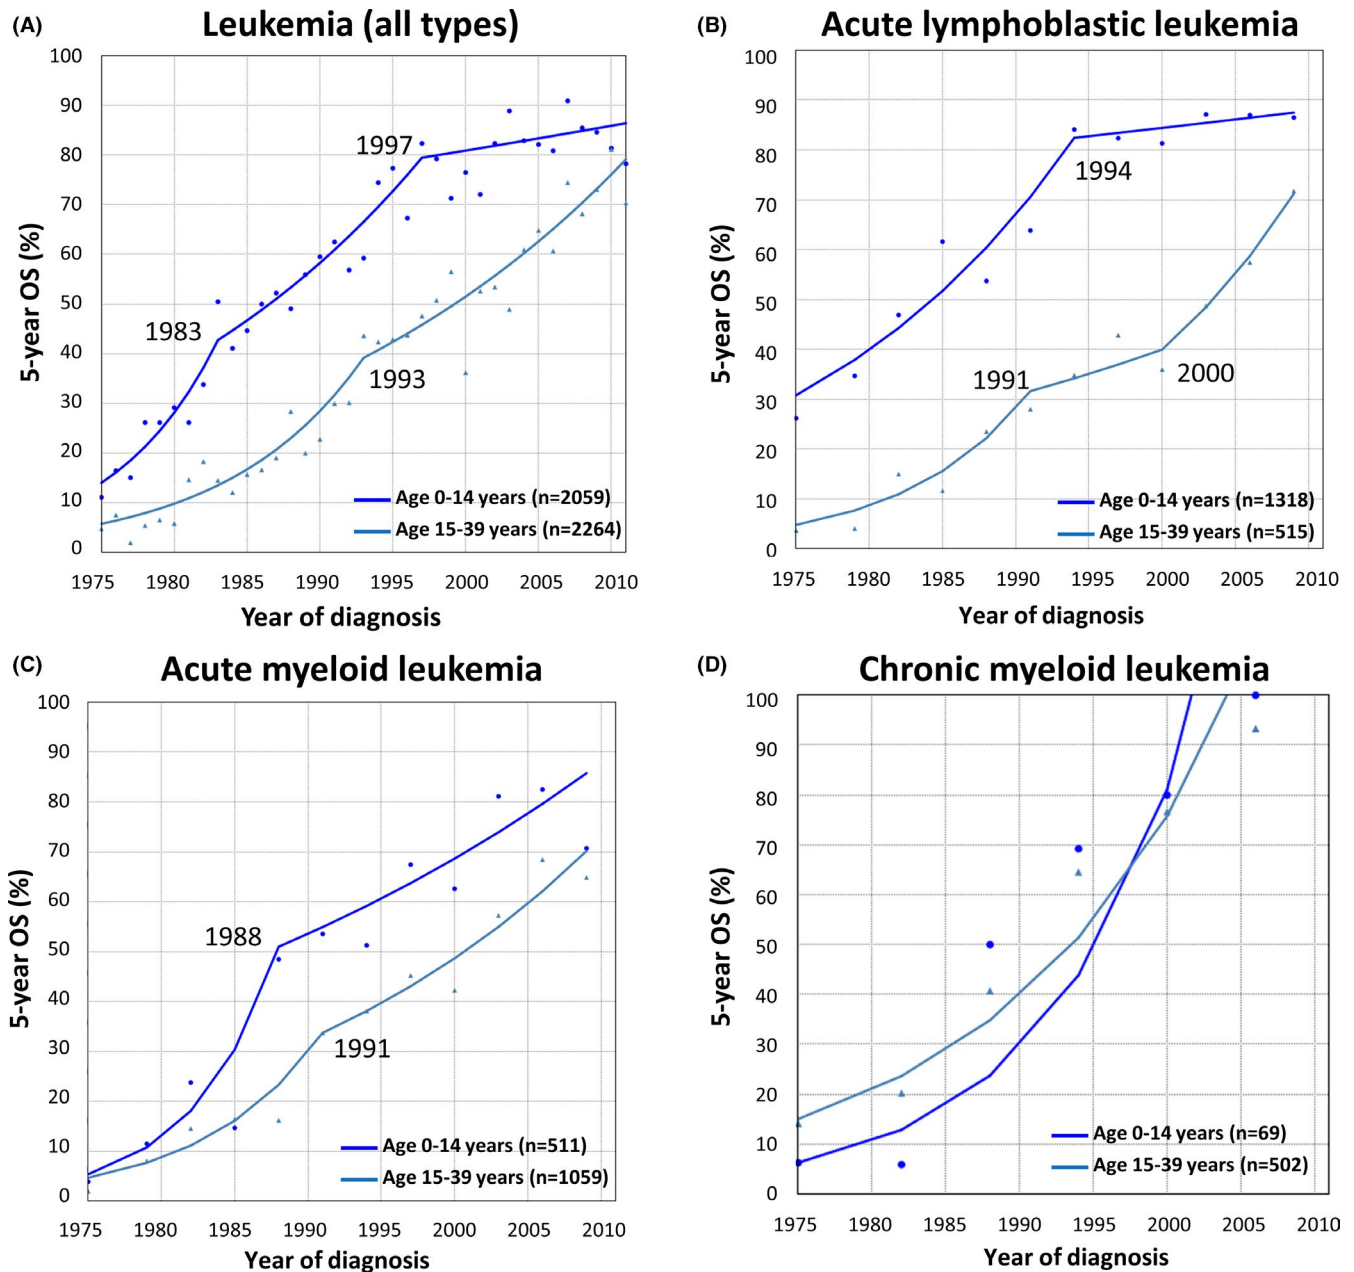 (A) Leukemia (all types)
5-year OS (%)
100
90
80
70
60
50
40
30
20
10
0
1997
1983
1993
Age 0-14 years (n=2059)
Age 15-39 years (n=2264)
1975 1980 1985 1990 1995 2000 2005 2010
Year of diagnosis
(B) Acute lymphoblastic leukemia
5-year OS (%)
100
90
80
70
60
50
40
30
20
10
0
1994
1991
2000
Age 0-14 years (n=1318)
Age 15-39 years (n=515)
1975 1980 1985 1990 1995 2000 2005 2010
Year of diagnosis
(C) Acute myeloid leukemia
5-year OS (%)
100
90
80
70
60
50
40
30
20
10
0
1988
1991
Age 0-14 years (n=511)
Age 15-39 years (n=1059)
1975 1980 1985 1990 1995 2000 2005 2010
Year of diagnosis
(D) Chronic myeloid leukemia
5-year OS (%)
100
90
80
70
60
50
40
30
20
10
0
Age 0-14 years (n=69)
Age 15-39 years (n=502)
1975 1980 1985 1990 1995 2000 2005 2010
Year of diagnosis